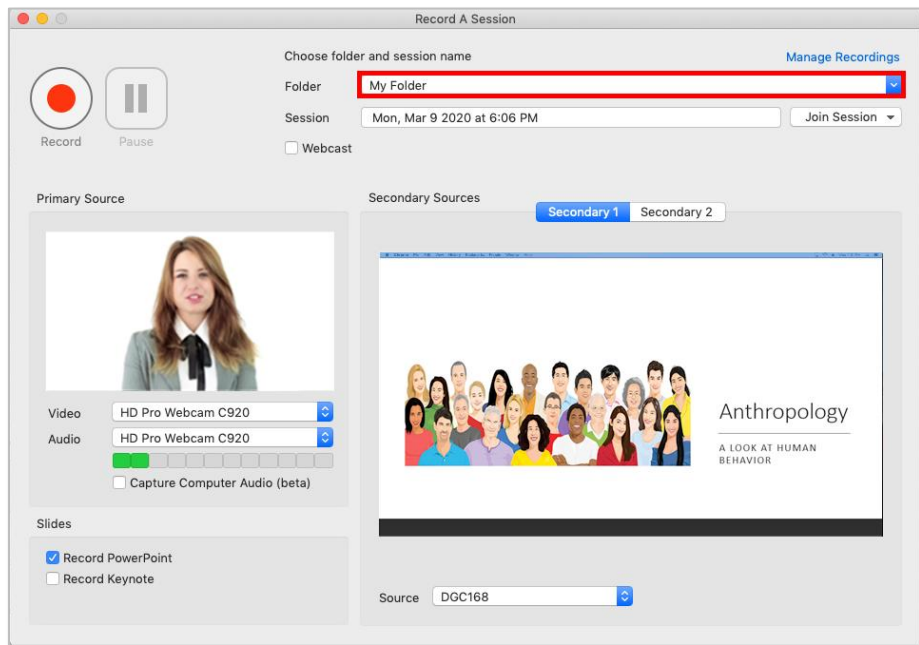 Record A Session
Choose folder and session name
Manage Recordings
Folder
My Folder
Session
Mon, Mar 9 2020 at 6:06 PM
Join Session
Record
Pause
Webcast
Primary Source
Secondary Sources
Secondary 1
Secondary 2
Video
HD Pro Webcam C920
Audio
HD Pro Webcam C920
Capture Computer Audio (beta)
Anthropology
A LOOK AT HUMAN
BEHAVIOR
Slides
Record PowerPoint
Record Keynote
Source
DGC168